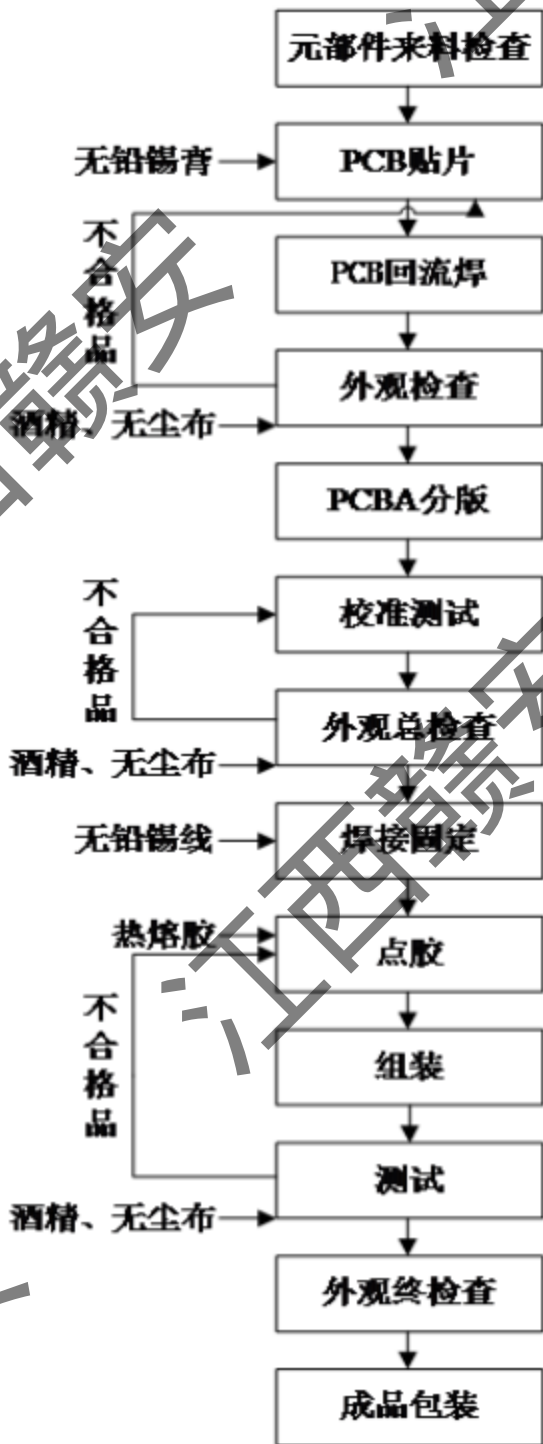 元部件来料检查
无铅锡膏
PCB贴片
不合格品
PCB回流焊
外观检查
酒精、无尘布
PCBA分版
不合格品
校准测试
外观总检查
酒精、无尘布
无铅锡线
焊接固定
热熔胶
点胶
不合格品
组装
测试
酒精、无尘布
外观终检查
成品包装
江西赣安